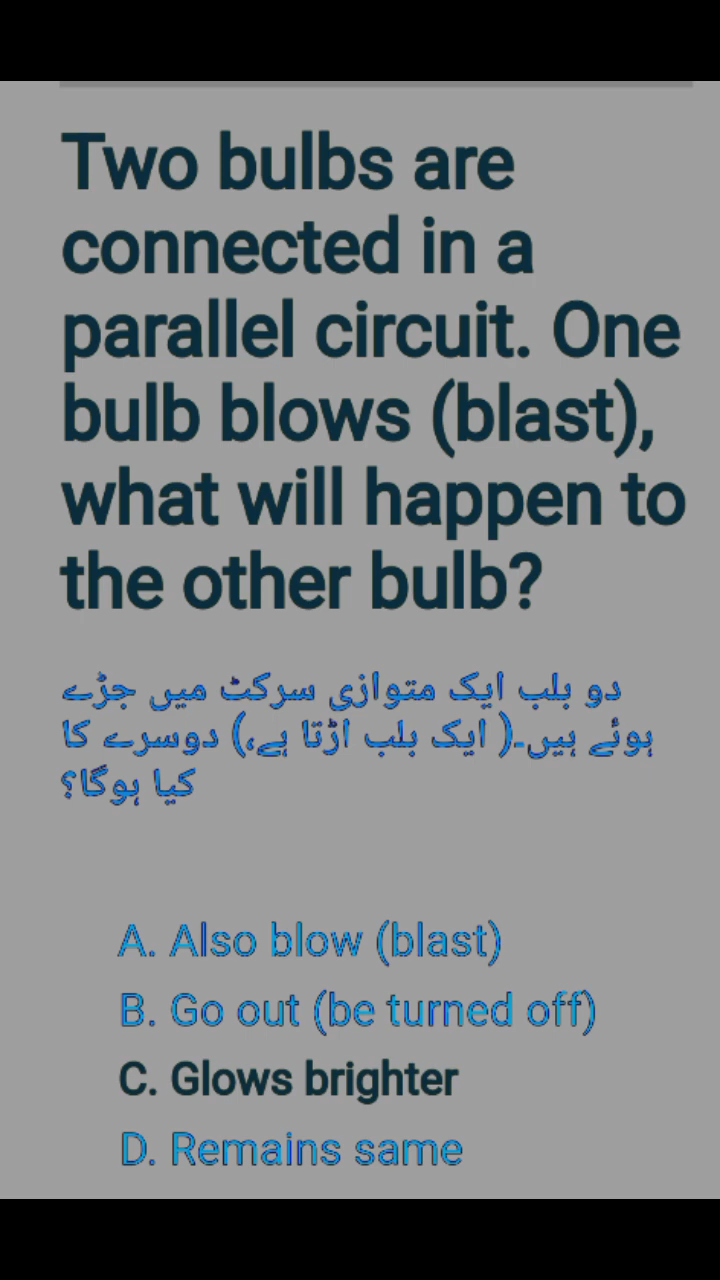 Two bulbs are
connected in a
parallel circuit. One
bulb blows (blast),
what will happen to
the other bulb?
دو بلب ایک متوازی سرکٹ میں جڑے
ہوئے ہیں۔( ایک بلب اڑتا ہے،) دوسرے کا
کیا ہوگا؟
A. Also blow (blast)
B. Go out (be turned off)
C. Glows brighter
D. Remains same